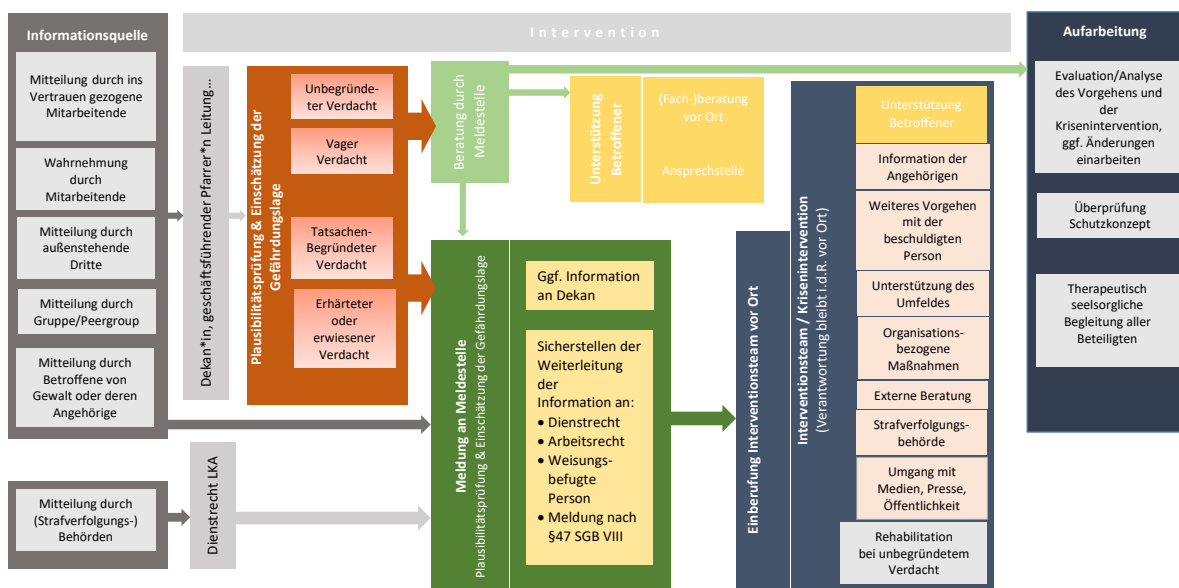 Informationsquelle
Mitteilung durch ins
Vertrauen gezogene
Mitarbeitende
Wahrnehmung
durch
Mitarbeitende
Mitteilung durch
außenstehende
Dritte
Mitteilung durch
Gruppe/Peergroup
Mitteilung durch
Betroffene von
Gewalt oder deren
Angehörige
Mitteilung durch
(Strafverfolgungs-)
Behörden
Intervention
Dekan*in, geschäftsführender Pfarrer*n Leitung...
Dienstrecht LKA
Plausibilitätsprüfung & Einschätzung der
Gefährdungslage
Unbegründe-
ter Verdacht
Vager
Verdacht
Tatsachen-
Begründeter
Verdacht
Erhärteter
oder
erwiesener
Verdacht
Beratung durch
Meldestelle
Unterstützung
Betroffener
(Fach-)beratung
vor Ort
Ansprechstelle
Meldung an Meldestelle
Plausibilitätsprüfung & Einschätzung der Gefährdungslage
Ggf. Information
an Dekan
Sicherstellen der
Weiterleitung
der
Information an:
• Dienstrecht
• Arbeitsrecht
• Weisungs-
befugte
Person
• Meldung nach
§47 SGB VIII
Einberufung Interventionsteam vor Ort
Interventionsteam / Krisenintervention
(Verantwortung bleibt i.d.R. vor Ort)
Unterstützung
Betroffener
Information der
Angehörigen
Weiteres Vorgehen
mit der
beschuldigten
Person
Unterstützung des
Umfeldes
Organisations-
bezogene
Maßnahmen
Externe Beratung
Strafverfolgungs-
behörde
Umgang mit
Medien, Presse,
Öffentlichkeit
Rehabilitation
bei unbegründetem
Verdacht
Aufarbeitung
Evaluation/Analyse
des Vorgehens und
der
Krisenintervention,
ggf. Änderungen
einarbeiten
Überprüfung
Schutzkonzept
Therapeutisch
seelsorgliche
Begleitung aller
Beteiligten